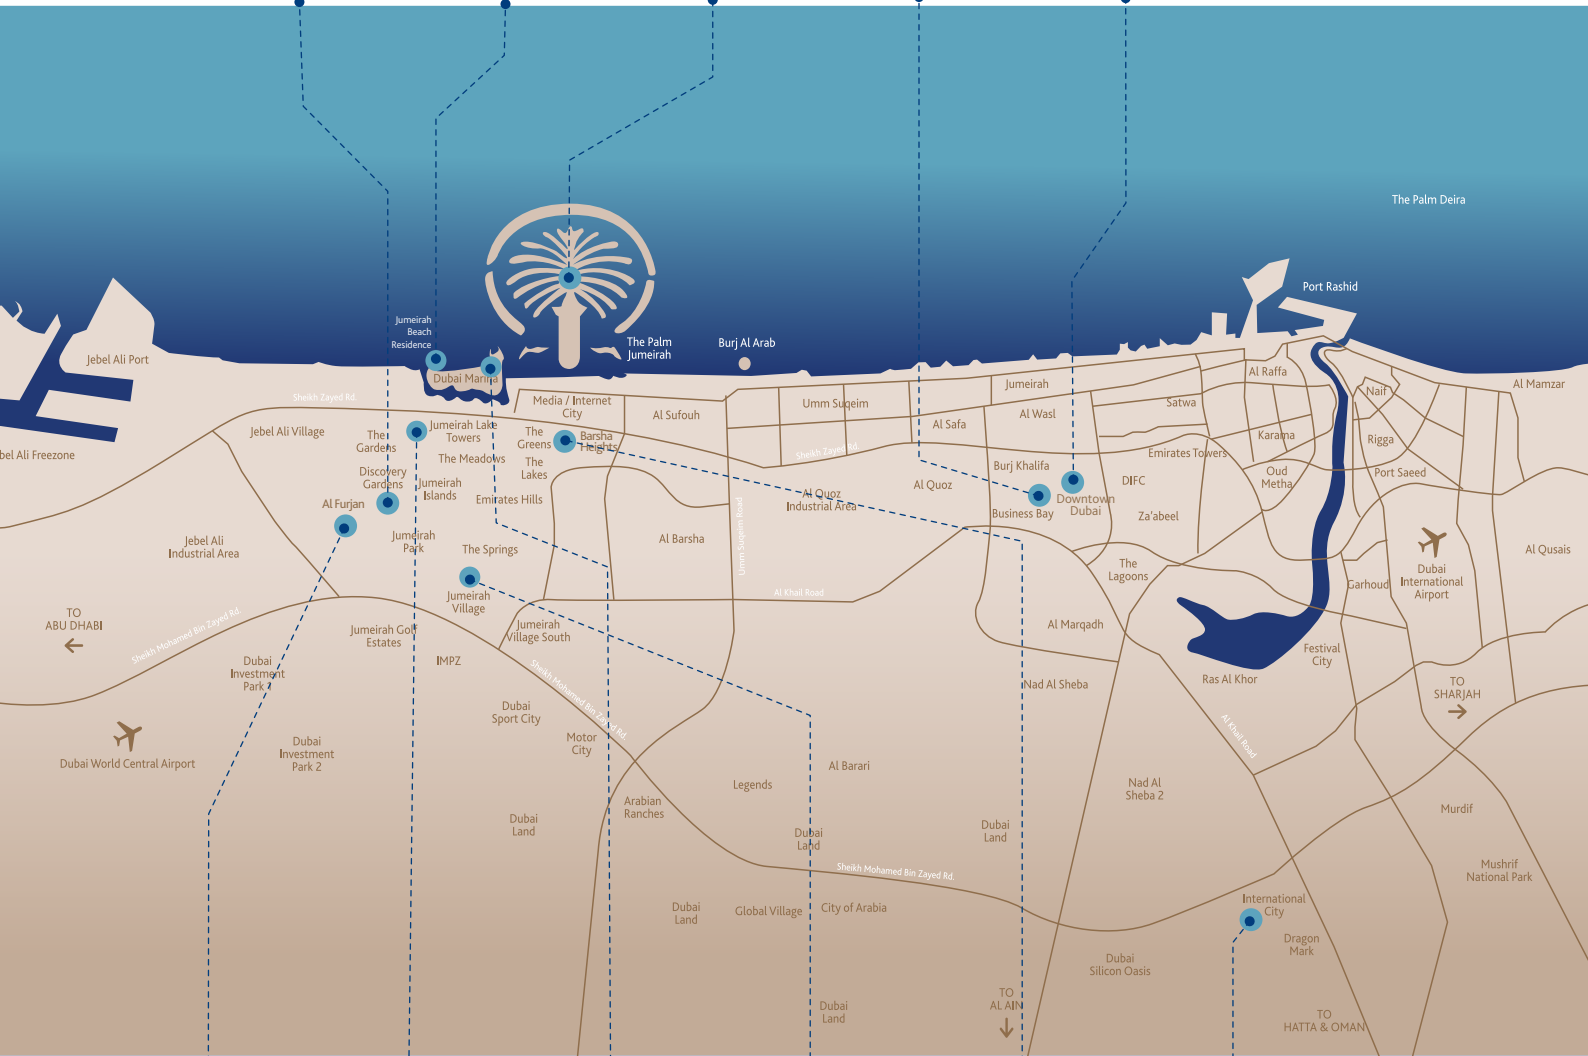 The Palm Deira
Port Rashid
Jumeirah
Beach
Residence
The Palm
Jumeirah
Burj Al Arab
Jebel Ali Port
Dubai Marina
Al Raffa
Al Mamzar
Jumeirah
Naif
Sheikh Zayed Rd.
Media / Internet
City
Al Sufouh
Umm Suqeim
Al Wasl
Satwa
Jebel Ali Village
The
Gardens
Jumeirah Lake
Towers
The
Greens
Barsha
Heights
Al Safa
Karama
Rigga
bel Ali Freezone
The Meadows
Sheikh Zayed Rd.
Emirates Towers
The
Lakes
Burj Khalifa
Discovery
Gardens
Oud
Metha
Port Saeed
Jumeirah
Islands
Al Quoz
DIFC
Al Furjan
Emirates Hills
Al Quoz
Industrial Area
Downtown
Dubai
Business Bay
Za'abeel
Umm Suqeim Road
Jebel Ali
Industrial Area
Jumeirah
Park
The Springs
Al Barsha
Al Qusais
The
Lagoons
Dubai
International
Airport
Garhoud
Jumeirah
Village
Al Khail Road
TO
ABU DHABI
Sheikh Mohamed Bin Zayed Rd.
Jumeirah Golf
Estates
Jumeirah
Village South
Al Marqadh
Festival
City
IMPZ
Dubai
Investment
Park 1
Sheikh Mohamed Bin Zayed Rd.
Nad Al Sheba
Ras Al Khor
TO
SHARJAH
Dubai
Sport City
Al Khail Road
Motor
City
Dubai
Investment
Park 2
Dubai World Central Airport
Al Barari
Legends
Nad Al
Sheba 2
Arabian
Ranches
Murdif
Dubai
Land
Dubai
Land
Dubai
Land
Sheikh Mohamed Bin Zayed Rd.
Mushrif
National Park
Dubai
Land
Global Village
City of Arabia
International
City
Dragon
Mark
Dubai
Silicon Oasis
Dubai
Land
TO
AL AIN
TO
HATTA & OMAN